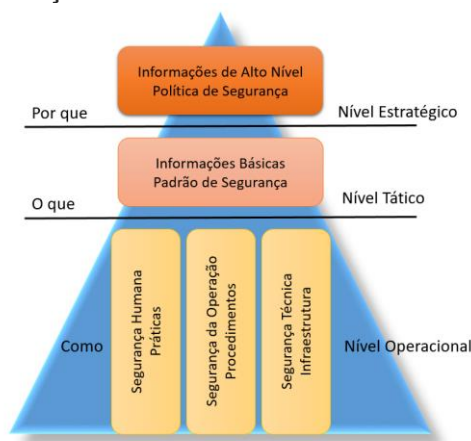 Informações de Alto Nível
Política de Segurança
Por que
Nível Estratégico
Informações Básicas
Padrão de Segurança
O que
Nível Tático
Como
Segurança Humana
Práticas
Segurança da Operação
Procedimentos
Segurança Técnica
Infraestrutura
Nível Operacional